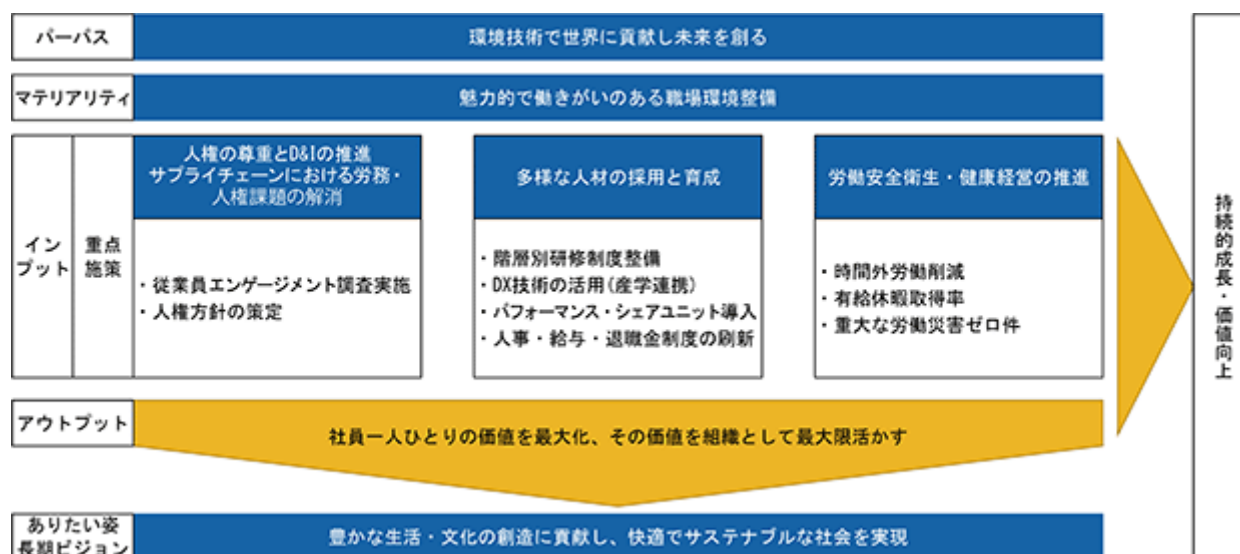 パーパス
環境技術で世界に貢献し未来を創る
マテリアリティ
魅力的で働きがいのある職場環境整備
イン
プット
重点
施策
人権の尊重とD&Iの推進
サプライチェーンにおける労務・
人権課題の解消
・従業員エンゲージメント調査実施
・人権方針の策定
多様な人材の採用と育成
・階層別研修制度整備
・DX技術の活用(産学連携)
・パフォーマンス・シェアユニット導入
・人事・給与・退職金制度の刷新
労働安全衛生・健康経営の推進
・時間外労働削減
・有給休暇取得率
・重大な労働災害ゼロ件
持続的成長・価値向上
アウトプット
社員一人ひとりの価値を最大化、その価値を組織として最大限活かす
ありたい姿
長期ビジョン
豊かな生活・文化の創造に貢献し、快適でサステナブルな社会を実現